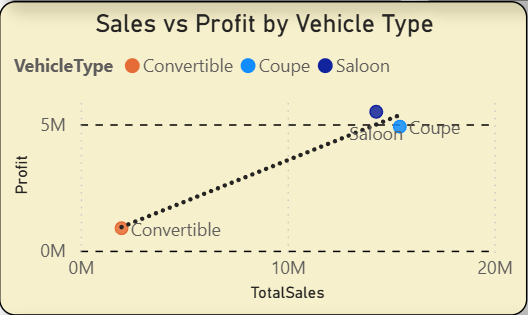 Sales vs Profit by Vehicle Type
VehicleType Convertible Coupe Saloon
5M
Saloon Coupe
Profit
Convertible
0M
0M 10M 20M
TotalSales